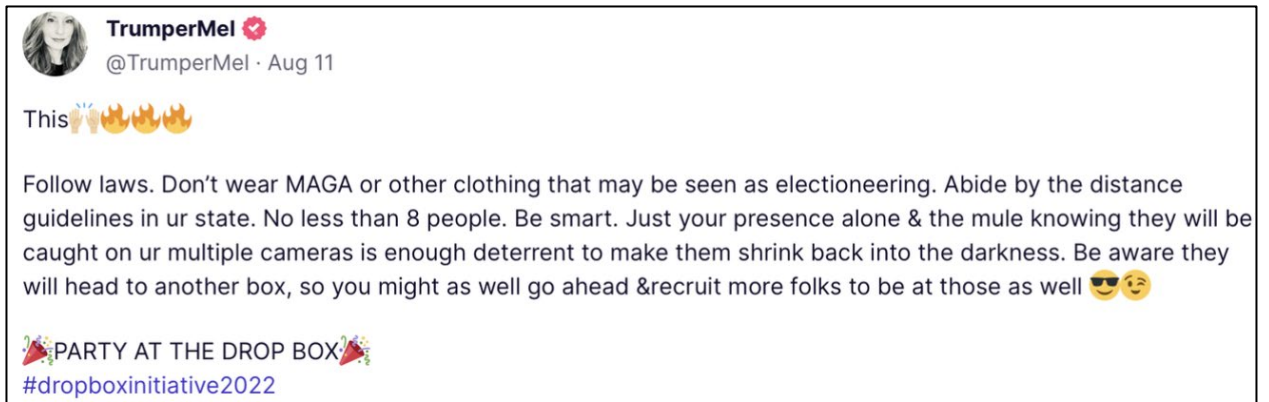 TrumperMel
@TrumperMel · Aug 11
This🙌🏼🔥🔥🔥
Follow laws. Don’t wear MAGA or other clothing that may be seen as electioneering. Abide by the distance
guidelines in ur state. No less than 8 people. Be smart. Just your presence alone & the mule knowing they will be
caught on ur multiple cameras is enough deterrent to make them shrink back into the darkness. Be aware they
will head to another box, so you might as well go ahead &recruit more folks to be at those as well 😎😉
🎉PARTY AT THE DROP BOX🎉
#dropboxinitiative2022